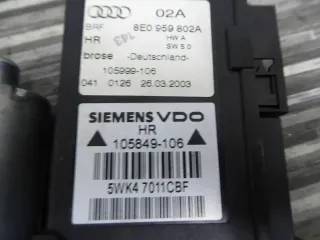 02A
BRF 8E0 959 802A
HR HW A
SW 5.0
brose -Deutschland-
105999-106
041 0126 26.03.2003
SIEMENS VDO
HR
105849-106
5WK4 7011CBF